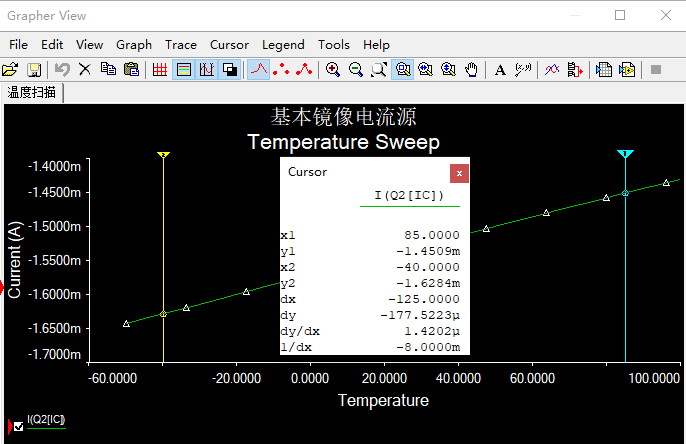 Grapher View
File Edit View Graph Trace Cursor Legend Tools Help
A (x,y)
温度扫描
基本镜像电流源
Temperature Sweep
2
1
Cursor x
I(Q2[IC])
x1 85.0000
y1 -1.4509m
x2 -40.0000
y2 -1.6284m
dx -125.0000
dy -177.5223μ
dy/dx 1.4202μ
1/dx -8.0000m
Current (A)
-1.4000m
-1.4500m
-1.5000m
-1.5500m
-1.6000m
-1.6500m
-1.7000m
-60.0000 -20.0000 0.0000 20.0000 40.0000 60.0000 100.0000
Temperature
I(Q2[IC])